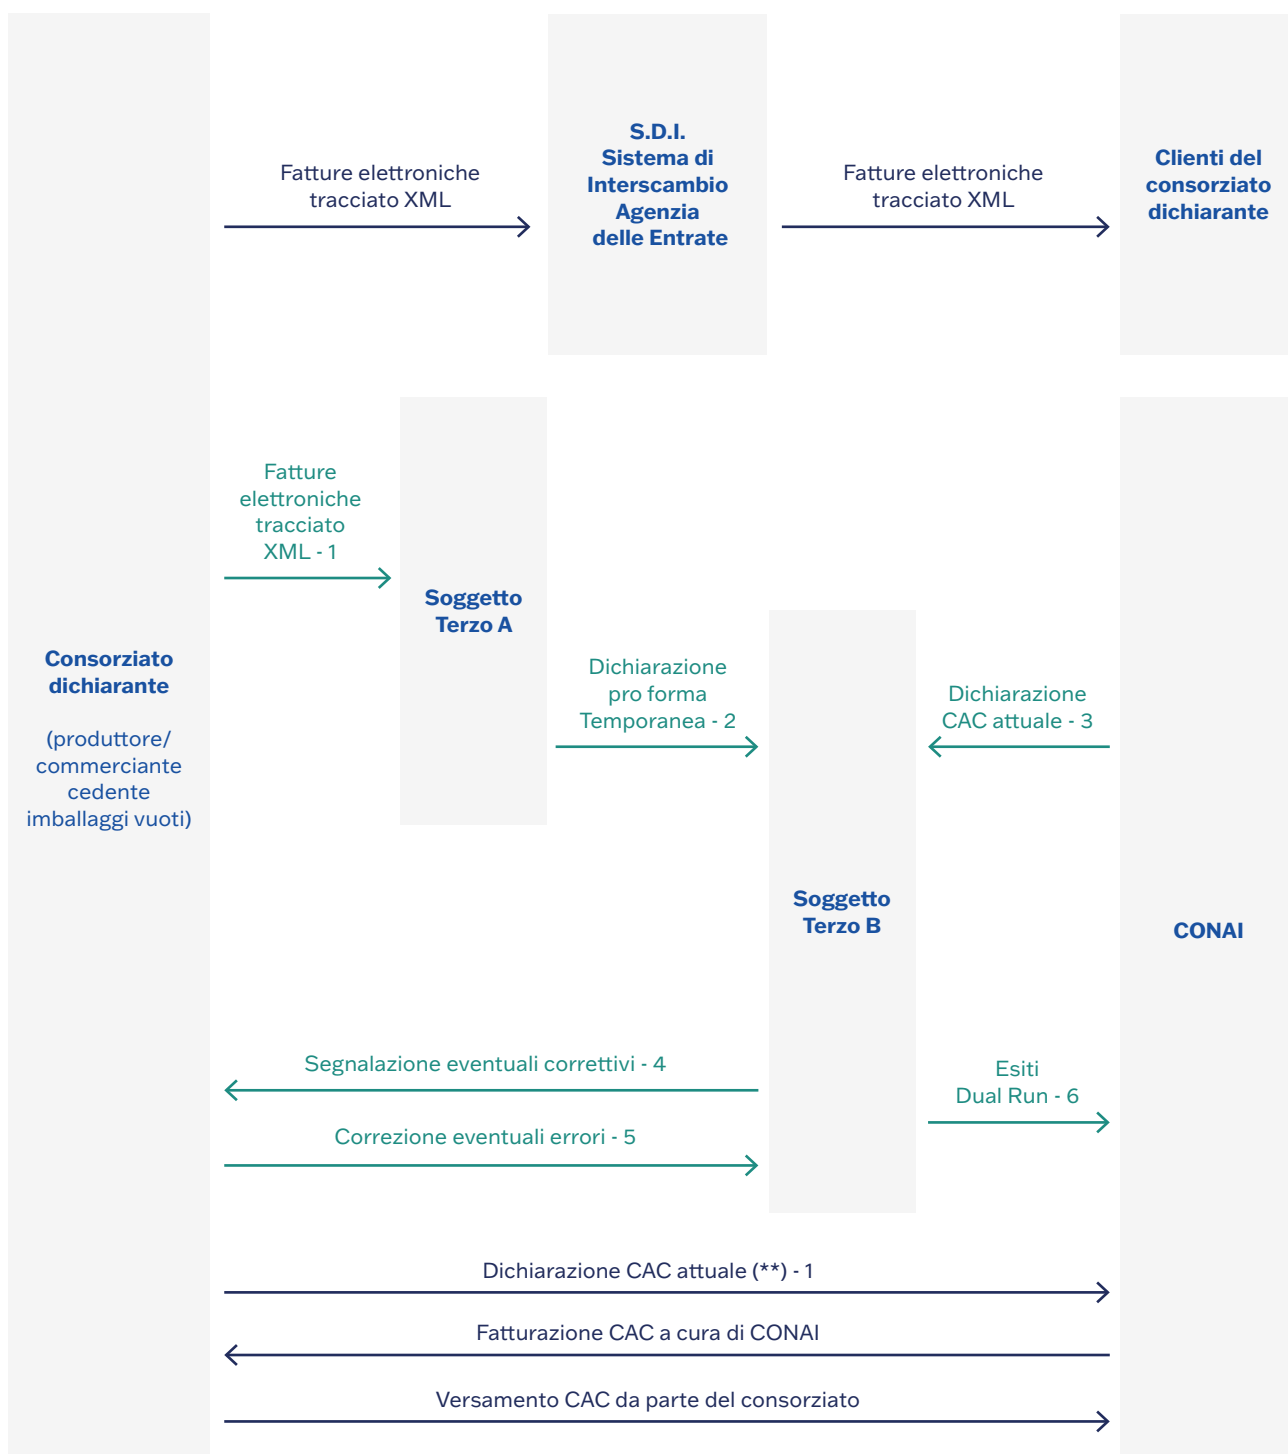 Fatture elettroniche
tracciato XML
S.D.I.
Sistema di
Interscambio
Agenzia
delle Entrate
Fatture elettroniche
tracciato XML
Clienti del
consorziato
dichiarante
Fatture
elettroniche
tracciato
XML - 1
Soggetto
Terzo A
Consorziato
dichiarante
(produttore/
commerciante
cedente
imballaggi vuoti)
Dichiarazione
pro forma
Temporanea - 2
Dichiarazione
CAC attuale - 3
Soggetto
Terzo B
CONAI
Segnalazione eventuali correttivi - 4
Esiti
Dual Run - 6
Correzione eventuali errori - 5
Dichiarazione CAC attuale (**) - 1
Fatturazione CAC a cura di CONAI
Versamento CAC da parte del consorziato